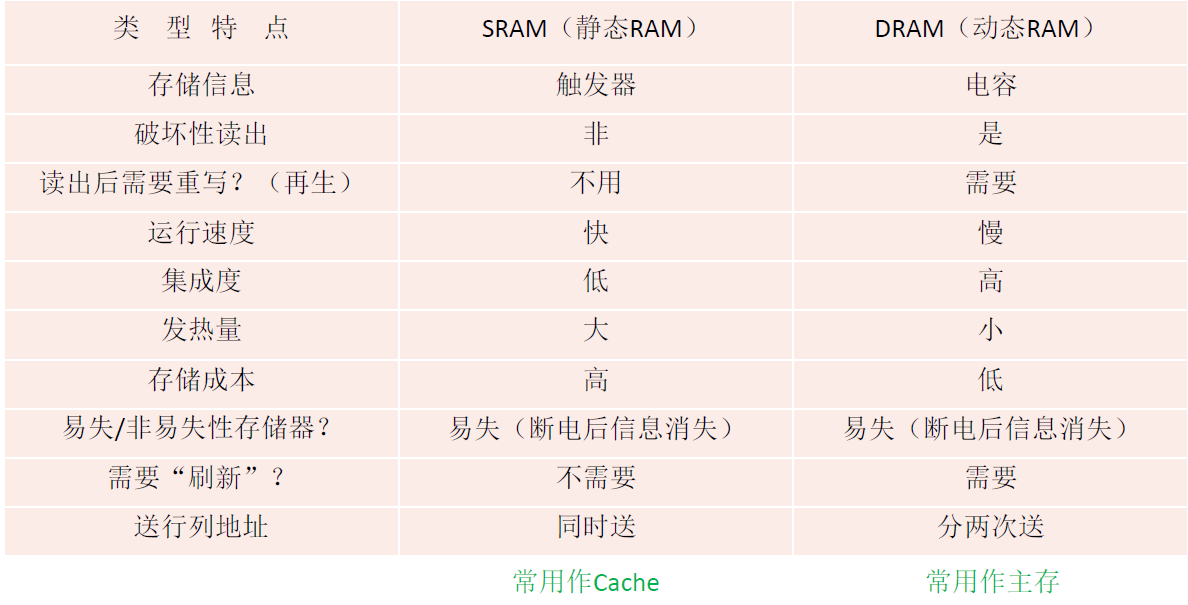 类 型 特 点 SRAM（静态RAM） DRAM（动态RAM）
存储信息 触发器 电容
破坏性读出 非 是
读出后需要重写？（再生） 不用 需要
运行速度 快 慢
集成度 低 高
发热量 大 小
存储成本 高 低
易失/非易失性存储器？ 易失（断电后信息消失） 易失（断电后信息消失）
需要“刷新”？ 不需要 需要
送行列地址 同时送 分两次送
常用作Cache 常用作主存